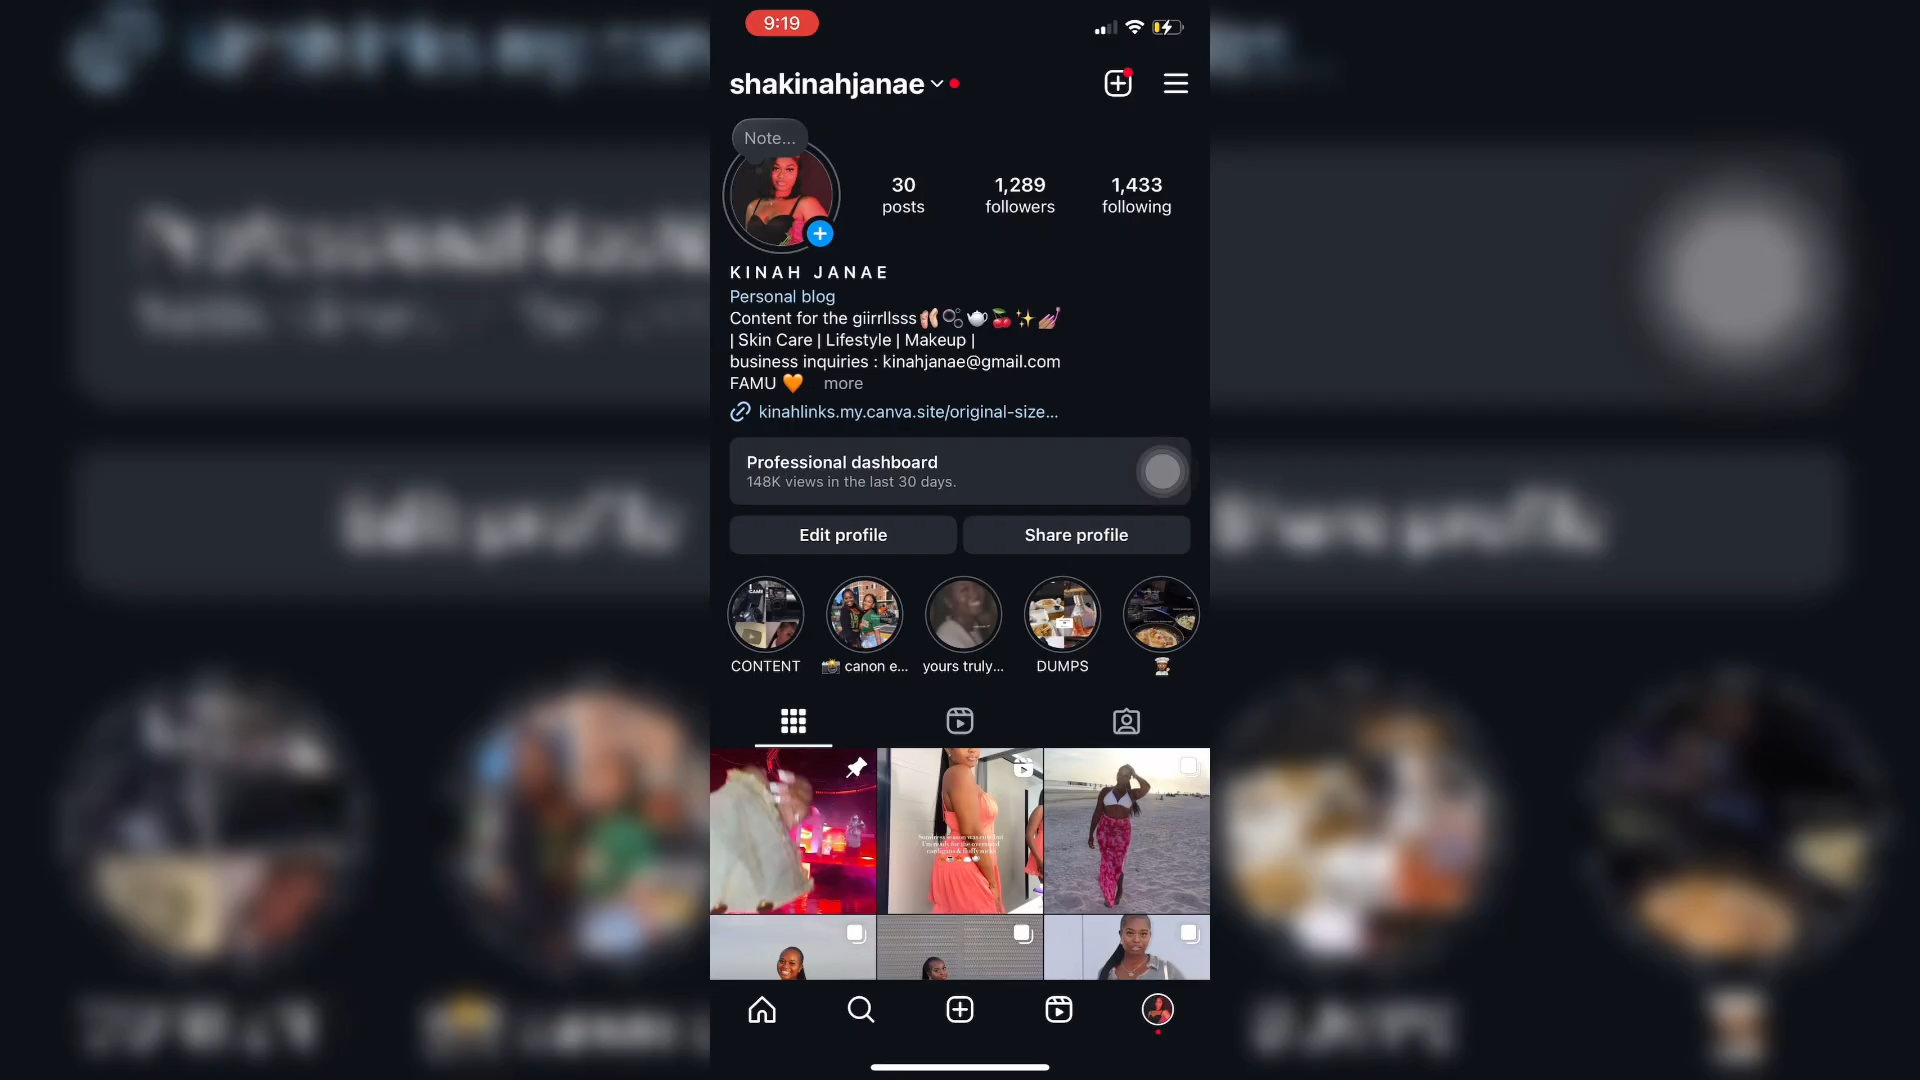 9:19
shakinahjanae
Note...
30 1,289 1,433
posts followers following
KINAH JANAE
Personal blog
Content for the giirrllsss👣🫧🫖🍒✨💅🏽
| Skin Care | Lifestyle | Makeup |
business inquiries : kinahjanae@gmail.com
FAMU 🧡 more
kinahlinks.my.canva.site/original-size...
Professional dashboard
148K views in the last 30 days.
Edit profile Share profile
CONTENT 📸 canon e... yours truly... DUMPS 👩🏾‍🍳